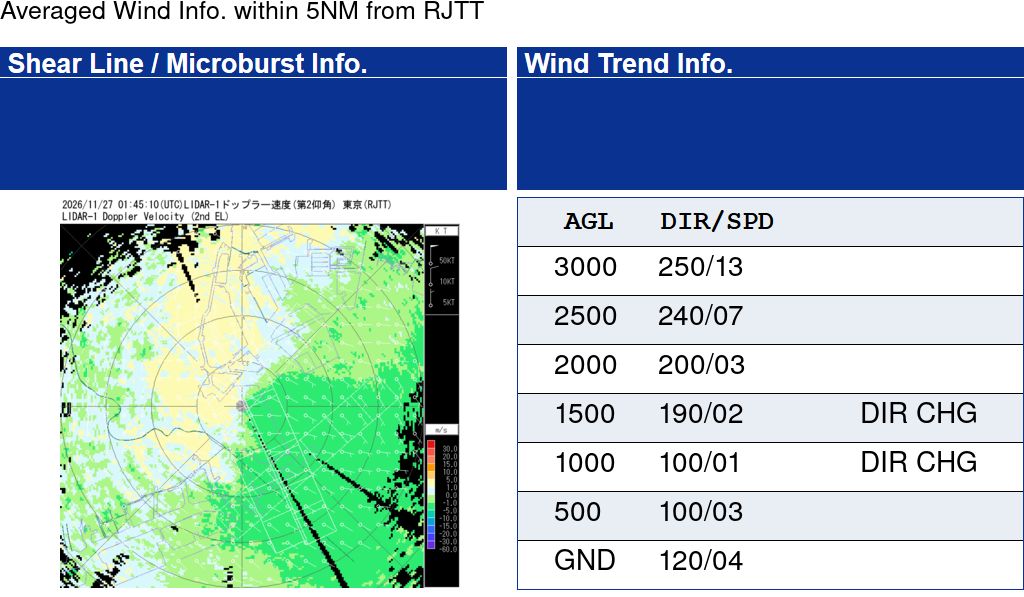 Averaged Wind Info. within 5NM from RJTT
Shear Line / Microburst Info.
Wind Trend Info.
2026/11/27 01:45:10(UTC)LIDAR-1ドップラー速度(第2仰角) 東京(RJTT)
LIDAR-1 Doppler Velocity (2nd EL)
K T
50KT
10KT
5KT
m/s
30.0
20.0
15.0
10.0
5.0
1.0
0.0
-1.0
-5.0
-10.0
-15.0
-20.0
-30.0
-60.0
AGL DIR/SPD
3000 250/13
2500 240/07
2000 200/03
1500 190/02 DIR CHG
1000 100/01 DIR CHG
500 100/03
GND 120/04